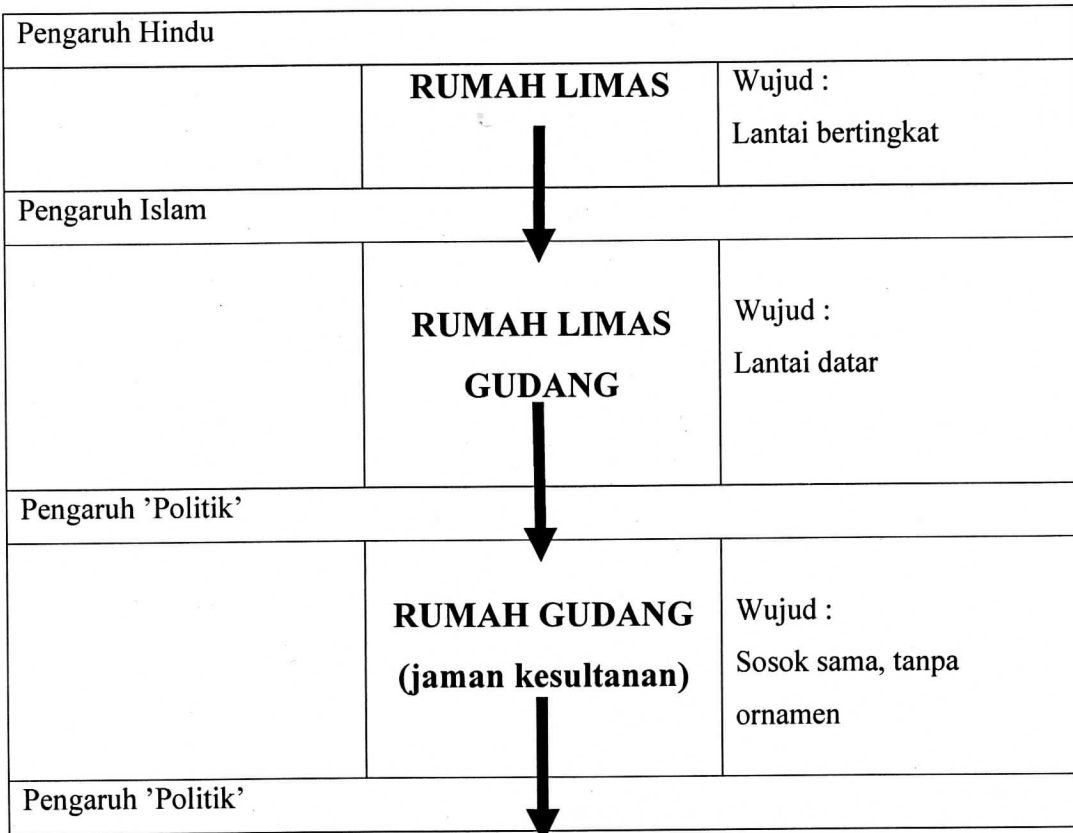 Pengaruh Hindu
RUMAH LIMAS
Wujud :
Lantai bertingkat
Pengaruh Islam
RUMAH LIMAS
GUDANG
Wujud :
Lantai datar
Pengaruh ’Politik’
RUMAH GUDANG
(jaman kesultanan)
Wujud :
Sosok sama, tanpa
ornamen
Pengaruh ’Politik’